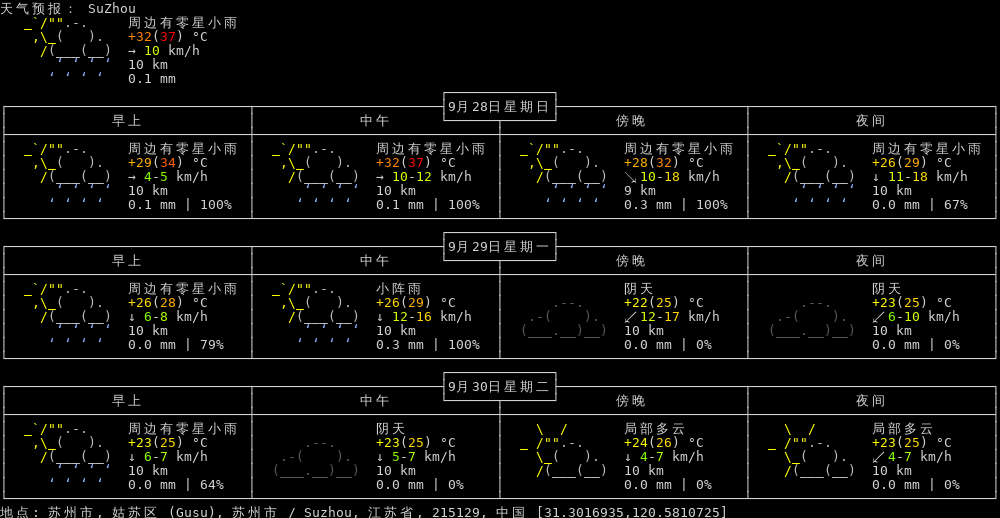 天气预报： SuZhou
周边有零星小雨
+32(37) °C
→ 10 km/h
10 km
0.1 mm
9月28日星期日
早上 中午 傍晚 夜间
周边有零星小雨 周边有零星小雨 周边有零星小雨 周边有零星小雨
+29(34) °C +32(37) °C +28(32) °C +26(29) °C
→ 4-5 km/h → 10-12 km/h ↘ 10-18 km/h ↓ 11-18 km/h
10 km 10 km 9 km 10 km
0.1 mm | 100% 0.1 mm | 100% 0.3 mm | 100% 0.0 mm | 67%
9月29日星期一
早上 中午 傍晚 夜间
周边有零星小雨 小阵雨 阴天 阴天
+26(28) °C +26(29) °C +22(25) °C +23(25) °C
↓ 6-8 km/h ↓ 12-16 km/h ↙ 12-17 km/h ↙ 6-10 km/h
10 km 10 km 10 km 10 km
0.0 mm | 79% 0.3 mm | 100% 0.0 mm | 0% 0.0 mm | 0%
9月30日星期二
早上 中午 傍晚 夜间
周边有零星小雨 阴天 局部多云 局部多云
+23(25) °C +23(25) °C +24(26) °C +23(25) °C
↓ 6-7 km/h ↓ 5-7 km/h ↓ 4-7 km/h ↙ 4-7 km/h
10 km 10 km 10 km 10 km
0.0 mm | 64% 0.0 mm | 0% 0.0 mm | 0% 0.0 mm | 0%
地点: 苏州市, 姑苏区 (Gusu), 苏州市 / Suzhou, 江苏省, 215129, 中国 [31.3016935,120.5810725]